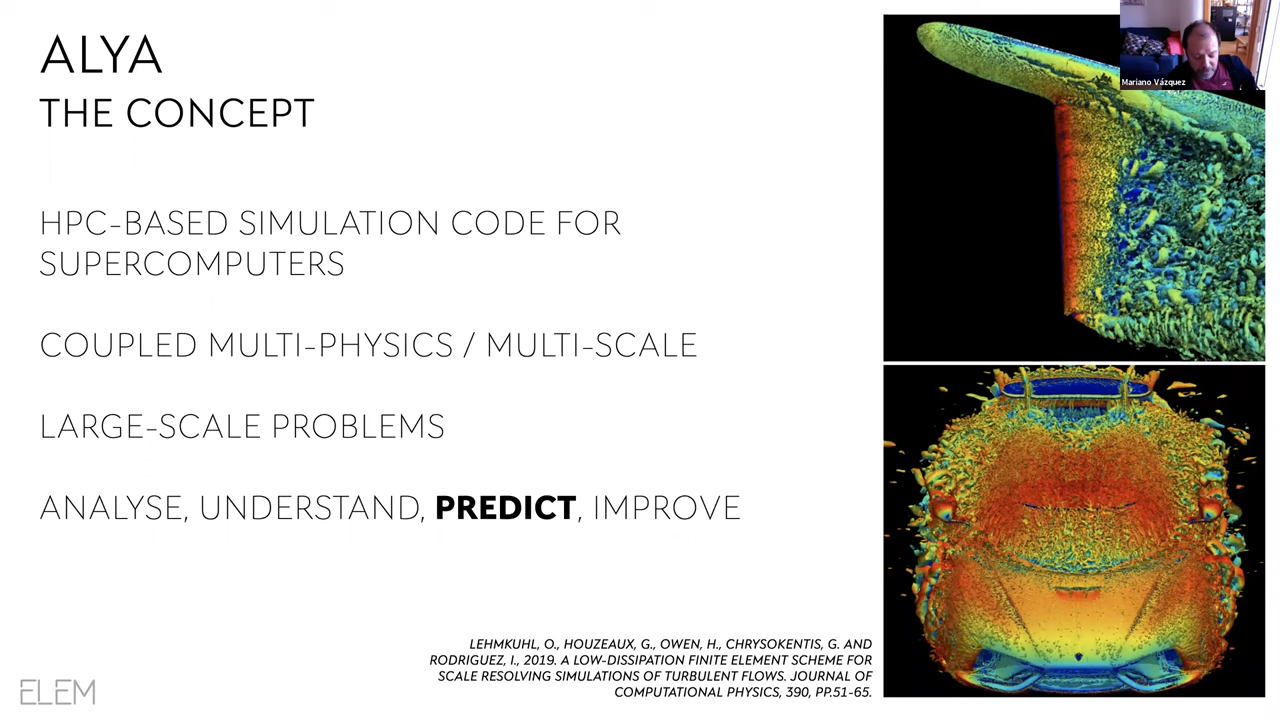 ALYA
THE CONCEPT
HPC-BASED SIMULATION CODE FOR
SUPERCOMPUTERS
COUPLED MULTI-PHYSICS / MULTI-SCALE
LARGE-SCALE PROBLEMS
ANALYSE, UNDERSTAND, PREDICT, IMPROVE
LEHMKUHL, O., HOUZEAUX, G., OWEN, H., CHRYSOKENTIS, G. AND
RODRIGUEZ, I., 2019. A LOW-DISSIPATION FINITE ELEMENT SCHEME FOR
SCALE RESOLVING SIMULATIONS OF TURBULENT FLOWS. JOURNAL OF
COMPUTATIONAL PHYSICS, 390, PP.51-65.
ELEM
Mariano Vázquez